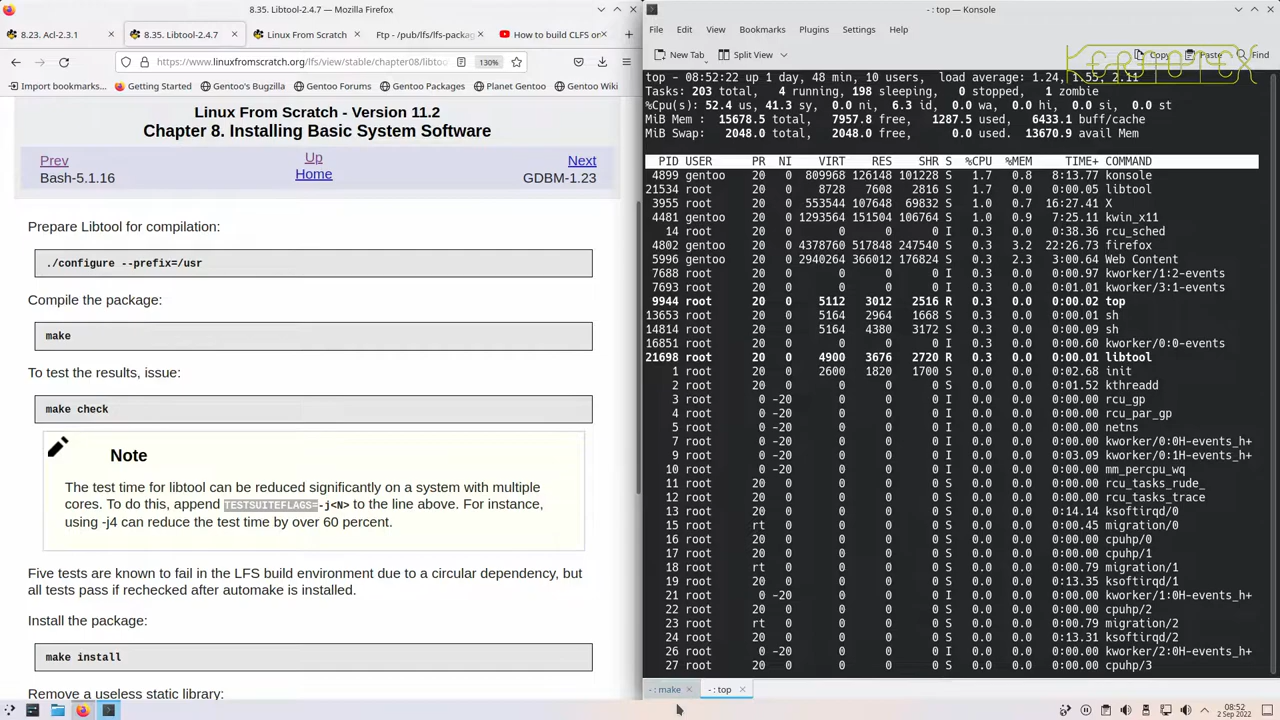 8.35. Libtool-2.4.7 — Mozilla Firefox
8.23. Acl-2.3.1
8.35. Libtool-2.4.7
Linux From Scratch
Ftp - /pub/lfs/lfs-packag
How to build CLFS on
https://www.linuxfromscratch.org/lfs/view/stable/chapter08/libtoo
130%
Import bookmarks...
Getting Started
Gentoo Forums
Gentoo Packages
Planet Gentoo
Gentoo Wiki
Linux From Scratch - Version 11.2
Chapter 8. Installing Basic System Software
Prev
Up
Next
Bash-5.1.16
Home
GDBM-1.23
Prepare Libtool for compilation:
./configure --prefix=/usr
Compile the package:
make
To test the results, issue:
make check
Note
The test time for libtool can be reduced significantly on a system with multiple
cores. To do this, append TESTSUITEFLAGS=-j<N> to the line above. For instance,
using -j4 can reduce the test time by over 60 percent.
Five tests are known to fail in the LFS build environment due to a circular dependency, but
all tests pass if rechecked after automake is installed.
Install the package:
make install
Remove a useless static library:
- : top — Konsole
File Edit View Bookmarks Plugins Settings Help
New Tab Split View Copy Paste Find
KERNOTEX
top - 08:52:22 up 1 day, 48 min, 10 users, load average: 1.24, 1.55, 2.11
Tasks: 203 total, 4 running, 198 sleeping, 0 stopped, 1 zombie
%Cpu(s): 52.4 us, 41.3 sy, 0.0 ni, 6.3 id, 0.0 wa, 0.0 hi, 0.0 si, 0.0 st
MiB Mem : 15678.5 total, 7957.8 free, 1287.5 used, 6433.1 buff/cache
MiB Swap: 2048.0 total, 2048.0 free, 0.0 used. 13670.9 avail Mem
PID USER PR NI VIRT RES SHR S %CPU %MEM TIME+ COMMAND
4899 gentoo 20 0 809968 126148 101228 S 1.7 0.8 8:13.77 konsole
21534 root 20 0 8728 7608 2816 S 1.7 0.0 0:00.05 libtool
3955 root 20 0 553544 107648 69832 S 1.0 0.7 16:27.41 X
4481 gentoo 20 0 1293564 151504 106764 S 1.0 0.9 7:25.11 kwin_x11
14 root 20 0 0 0 0 I 0.3 0.0 0:38.36 rcu_sched
4802 gentoo 20 0 4378760 517848 247540 S 0.3 3.2 22:26.73 firefox
5996 gentoo 20 0 2940264 366012 176824 S 0.3 2.3 3:00.64 Web Content
7688 root 20 0 0 0 0 I 0.3 0.0 0:00.97 kworker/1:2-events
7693 root 20 0 0 0 0 I 0.3 0.0 0:01.01 kworker/3:1-events
9944 root 20 0 5112 3012 2516 R 0.3 0.0 0:00.02 top
13653 root 20 0 5164 2964 1668 S 0.3 0.0 0:00.01 sh
14814 root 20 0 5164 4380 3172 S 0.3 0.0 0:00.09 sh
16851 root 20 0 0 0 0 I 0.3 0.0 0:00.60 kworker/0:0-events
21698 root 20 0 4900 3676 2720 R 0.3 0.0 0:00.01 libtool
1 root 20 0 2600 1820 1700 S 0.0 0.0 0:02.68 init
2 root 20 0 0 0 0 S 0.0 0.0 0:01.52 kthreadd
3 root 0 -20 0 0 0 I 0.0 0.0 0:00.00 rcu_gp
4 root 0 -20 0 0 0 I 0.0 0.0 0:00.00 rcu_par_gp
5 root 0 -20 0 0 0 I 0.0 0.0 0:00.00 netns
7 root 0 -20 0 0 0 I 0.0 0.0 0:00.00 kworker/0:0H-events_h+
9 root 0 -20 0 0 0 I 0.0 0.0 0:03.09 kworker/0:1H-events_h+
10 root 0 -20 0 0 0 I 0.0 0.0 0:00.00 mm_percpu_wq
11 root 20 0 0 0 0 S 0.0 0.0 0:00.00 rcu_tasks_rude_
12 root 20 0 0 0 0 S 0.0 0.0 0:00.00 rcu_tasks_trace
13 root 20 0 0 0 0 S 0.0 0.0 0:14.14 ksoftirqd/0
15 root rt 0 0 0 0 S 0.0 0.0 0:00.45 migration/0
16 root 20 0 0 0 0 S 0.0 0.0 0:00.00 cpuhp/0
17 root 20 0 0 0 0 S 0.0 0.0 0:00.00 cpuhp/1
18 root rt 0 0 0 0 S 0.0 0.0 0:00.79 migration/1
19 root 20 0 0 0 0 S 0.0 0.0 0:13.35 ksoftirqd/1
21 root 0 -20 0 0 0 I 0.0 0.0 0:00.00 kworker/1:0H-events_h+
22 root 20 0 0 0 0 S 0.0 0.0 0:00.00 cpuhp/2
23 root rt 0 0 0 0 S 0.0 0.0 0:00.79 migration/2
24 root 20 0 0 0 0 S 0.0 0.0 0:13.31 ksoftirqd/2
26 root 0 -20 0 0 0 I 0.0 0.0 0:00.00 kworker/2:0H-events_h+
27 root 20 0 0 0 0 S 0.0 0.0 0:00.00 cpuhp/3
- : make
- : top
08:52
2 Sep 2022